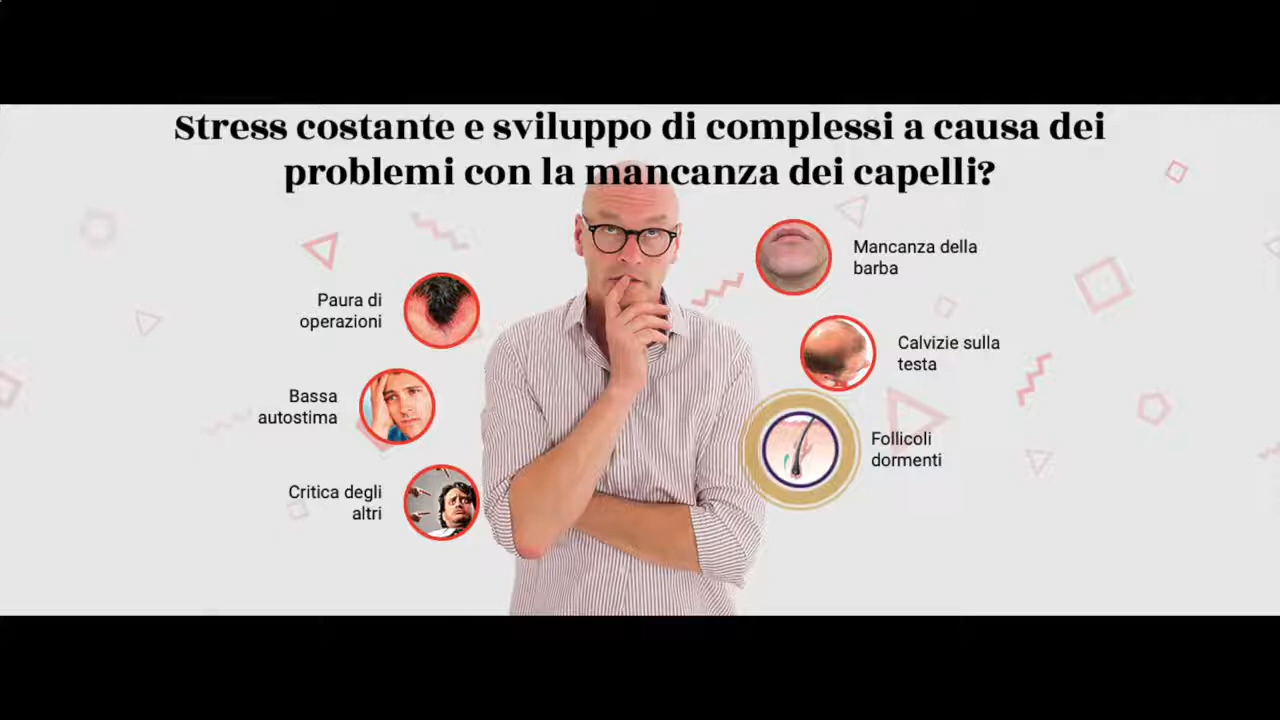 Stress costante e sviluppo di complessi a causa dei
problemi con la mancanza dei capelli?
Paura di
operazioni
Bassa
autostima
Critica degli
altri
Mancanza della
barba
Calvizie sulla
testa
Follicoli
dormenti